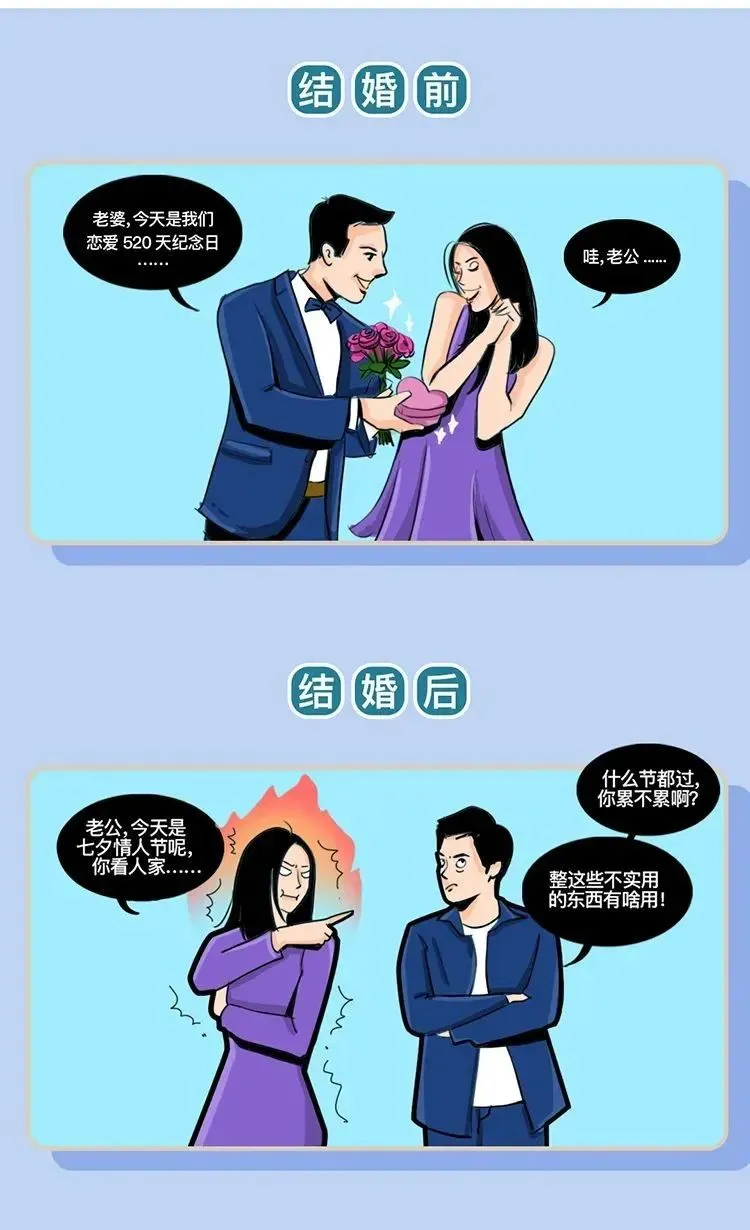 结婚前
老婆,今天是我们
恋爱 520 天纪念日
……
哇,老公……
结婚后
什么节都过,
你累不累啊?
老公,今天是
七夕情人节呢,
你看人家……
整这些不实用
的东西有啥用!